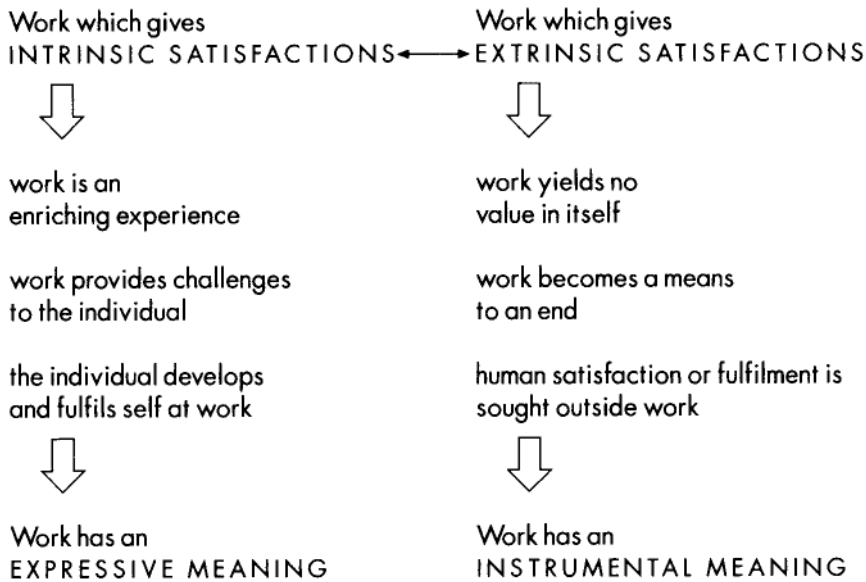 Work which gives
INTRINSIC SATISFACTIONS
work is an
enriching experience
work provides challenges
to the individual
the individual develops
and fulfils self at work
Work has an
EXPRESSIVE MEANING
Work which gives
EXTRINSIC SATISFACTIONS
work yields no
value in itself
work becomes a means
to an end
human satisfaction or fulfilment is
sought outside work
Work has an
INSTRUMENTAL MEANING